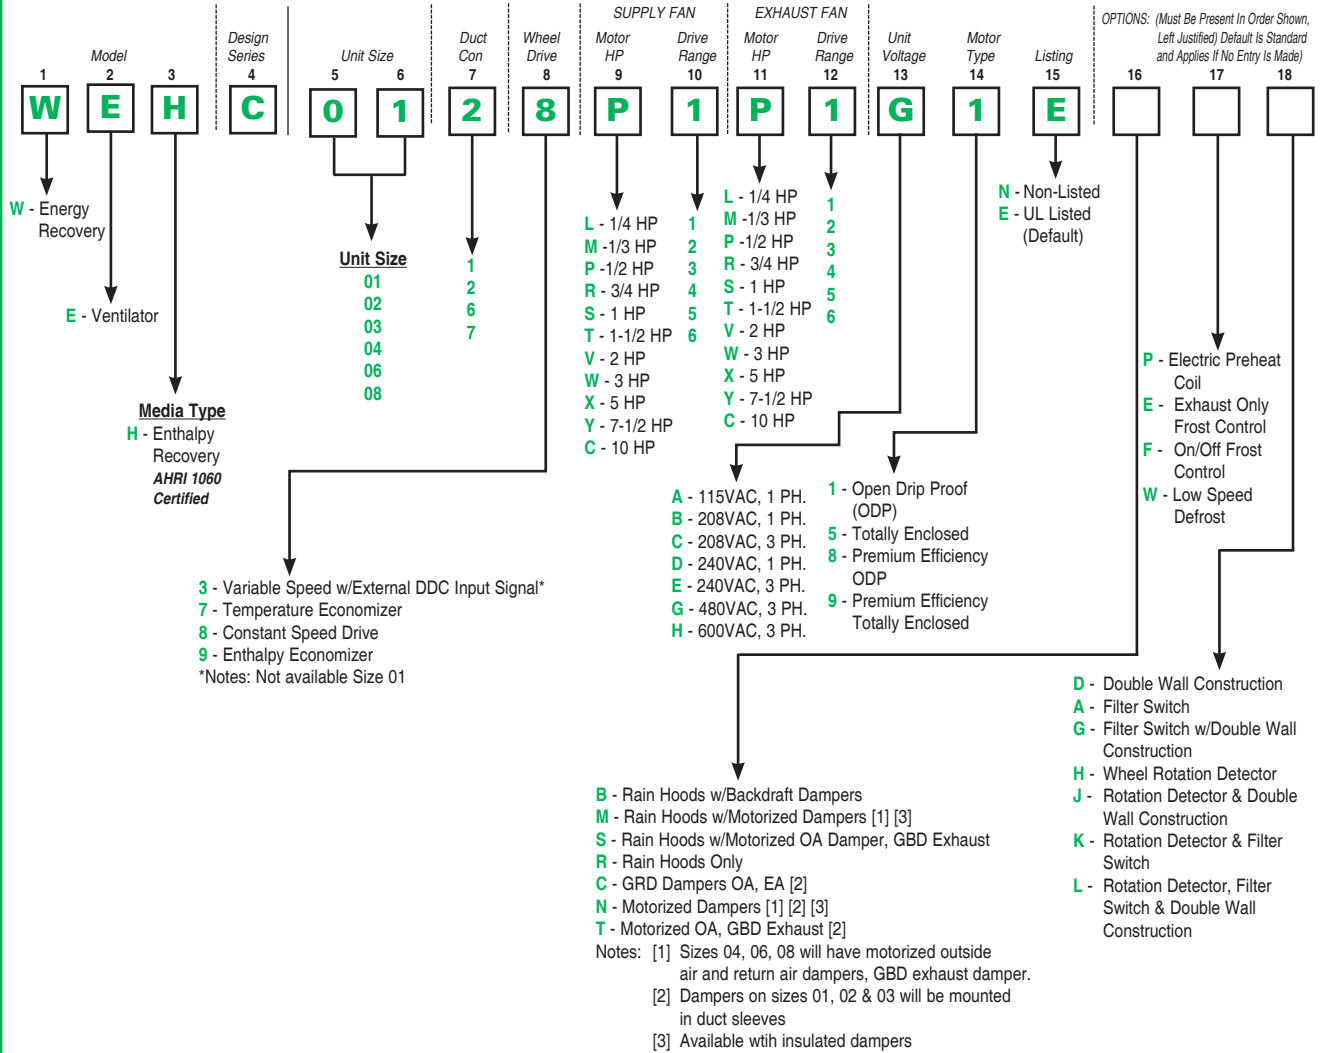 SUPPLY FAN
EXHAUST FAN
OPTIONS: (Must Be Present In Order Shown,
Left Justified) Default Is Standard
and Applies If No Entry Is Made)
Model
Design
Series
Unit Size
Duct
Con
Wheel
Drive
Motor
HP
Drive
Range
Motor
HP
Drive
Range
Unit
Voltage
Motor
Type
Listing
1 2 3 4 5 6 7 8 9 10 11 12 13 14 15 16 17 18
W E H C 0 1 2 8 P 1 P 1 G 1 E
W - Energy
Recovery
E - Ventilator
Media Type
H - Enthalpy
Recovery
AHRI 1060
Certified
Unit Size
01
02
03
04
06
08
1
2
6
7
3 - Variable Speed w/External DDC Input Signal*
7 - Temperature Economizer
8 - Constant Speed Drive
9 - Enthalpy Economizer
*Notes: Not available Size 01
L - 1/4 HP
M -1/3 HP
P -1/2 HP
R - 3/4 HP
S - 1 HP
T - 1-1/2 HP
V - 2 HP
W - 3 HP
X - 5 HP
Y - 7-1/2 HP
C - 10 HP
1
2
3
4
5
6
L - 1/4 HP
M -1/3 HP
P -1/2 HP
R - 3/4 HP
S - 1 HP
T - 1-1/2 HP
V - 2 HP
W - 3 HP
X - 5 HP
Y - 7-1/2 HP
C - 10 HP
1
2
3
4
5
6
A - 115VAC, 1 PH.
B - 208VAC, 1 PH.
C - 208VAC, 3 PH.
D - 240VAC, 1 PH.
E - 240VAC, 3 PH.
G - 480VAC, 3 PH.
H - 600VAC, 3 PH.
1 - Open Drip Proof
(ODP)
5 - Totally Enclosed
8 - Premium Efficiency
ODP
9 - Premium Efficiency
Totally Enclosed
N - Non-Listed
E - UL Listed
(Default)
B - Rain Hoods w/Backdraft Dampers
M - Rain Hoods w/Motorized Dampers [1] [3]
S - Rain Hoods w/Motorized OA Damper, GBD Exhaust
R - Rain Hoods Only
C - GRD Dampers OA, EA [2]
N - Motorized Dampers [1] [2] [3]
T - Motorized OA, GBD Exhaust [2]
Notes: [1] Sizes 04, 06, 08 will have motorized outside
air and return air dampers, GBD exhaust damper.
[2] Dampers on sizes 01, 02 & 03 will be mounted
in duct sleeves
[3] Available wtih insulated dampers
P - Electric Preheat
Coil
E - Exhaust Only
Frost Control
F - On/Off Frost
Control
W - Low Speed
Defrost
D - Double Wall Construction
A - Filter Switch
G - Filter Switch w/Double Wall
Construction
H - Wheel Rotation Detector
J - Rotation Detector & Double
Wall Construction
K - Rotation Detector & Filter
Switch
L - Rotation Detector, Filter
Switch & Double Wall
Construction